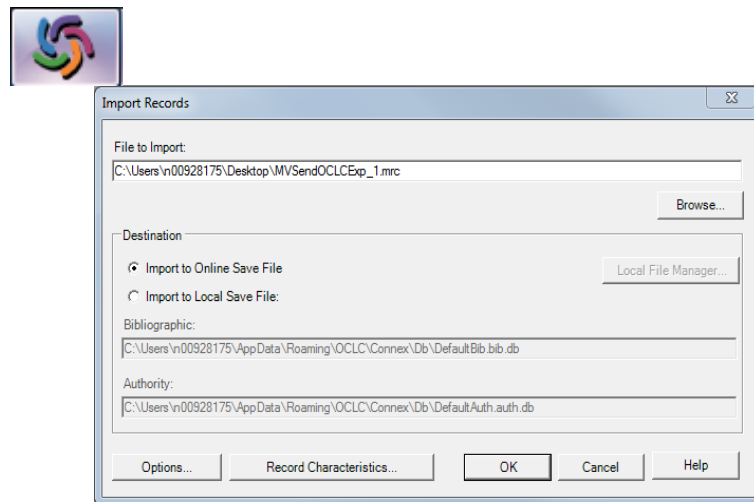 Import Records
File to Import:
C:\Users\n00928175\Desktop\MVSendOCLCExp_1.mrc
Browse...
Destination
Import to Online Save File
Local File Manager...
Import to Local Save File:
Bibliographic:
C:\Users\n00928175\AppData\Roaming\OCLC\Connex\Db\DefaultBib.bib.db
Authority:
C:\Users\n00928175\AppData\Roaming\OCLC\Connex\Db\DefaultAuth.auth.db
Options... Record Characteristics... OK Cancel Help